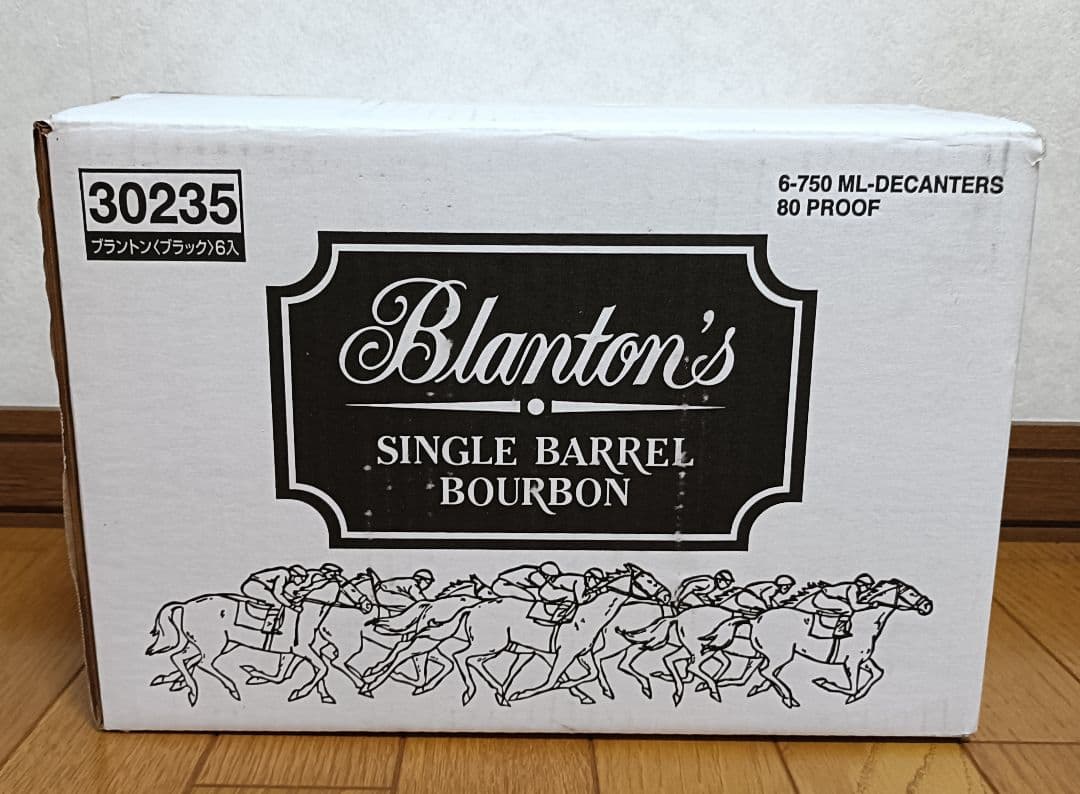 30235
ブラントン〈ブラック〉6入
6-750 ML-DECANTERS
80 PROOF
Blanton's
SINGLE BARREL
BOURBON